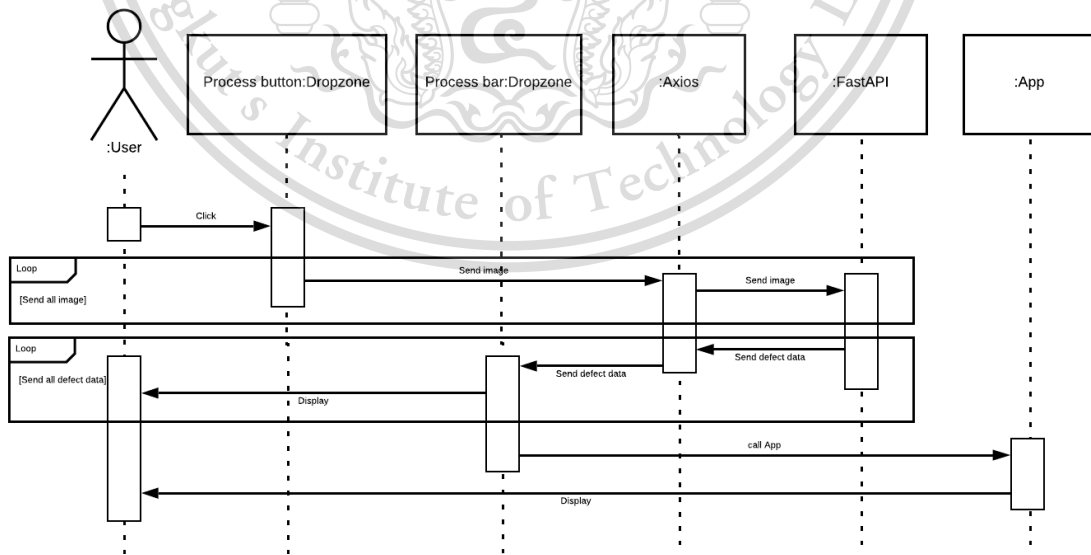 Process button:Dropzone
Process bar:Dropzone
:Axios
:FastAPI
:App
:User
Institute of Technology
Click
Loop
[Send all image]
Send image
Send image
Loop
[Send all defect data]
Send defect data
Send defect data
Display
call App
Display